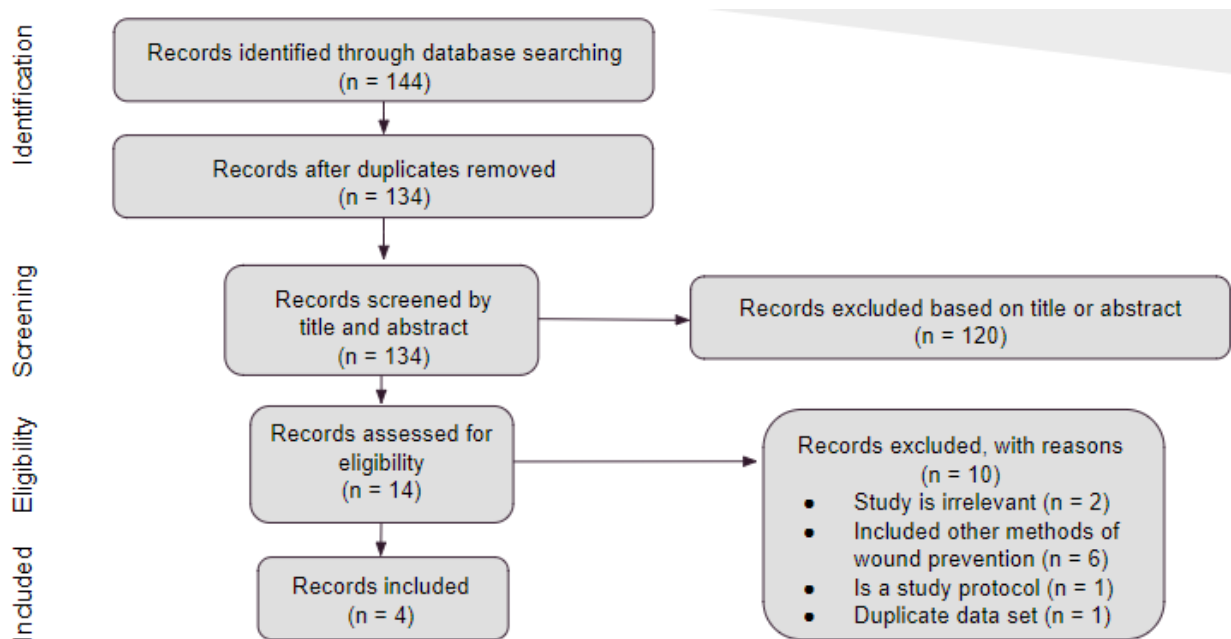 Identification
Records identified through database searching
(n = 144)
Records after duplicates removed
(n = 134)
Screening
Records screened by
title and abstract
(n = 134)
Records excluded based on title or abstract
(n = 120)
Eligibility
Records assessed for
eligibility
(n = 14)
Records excluded, with reasons
(n = 10)
● Study is irrelevant (n = 2)
● Included other methods of
wound prevention (n = 6)
● Is a study protocol (n = 1)
● Duplicate data set (n = 1)
Included
Records included
(n = 4)